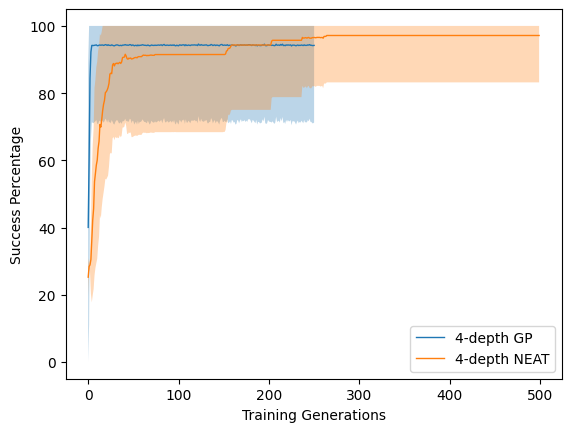 100
80
60
40
20
0
Success Percentage
0 100 200 300 400 500
Training Generations
4-depth GP
4-depth NEAT